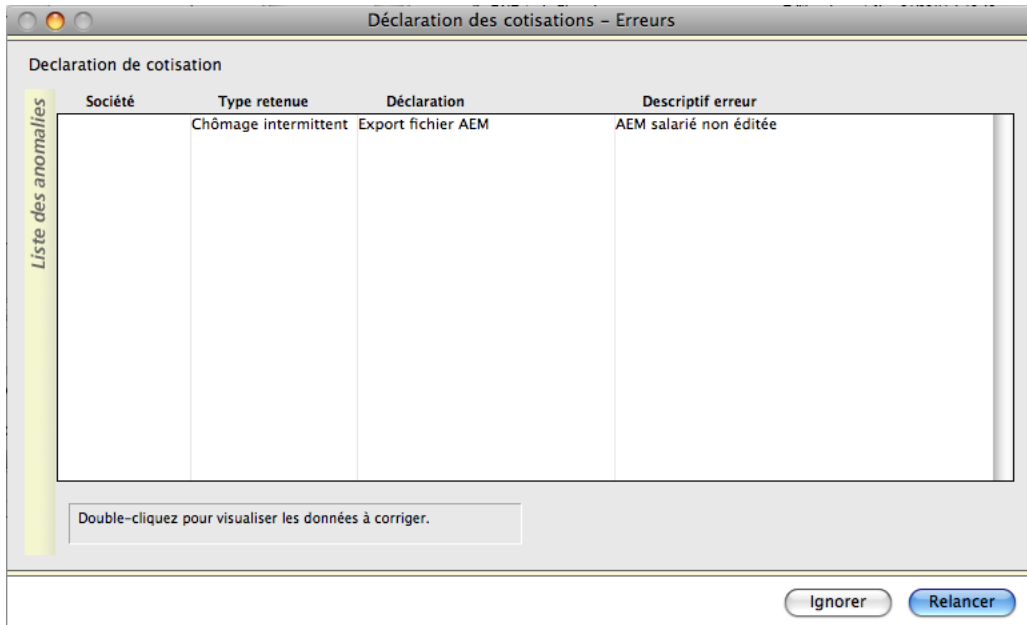 Déclaration des cotisations – Erreurs
Declaration de cotisation
Liste des anomalies
Société Type retenue Déclaration Descriptif erreur
Chômage intermittent Export fichier AEM AEM salarié non éditée
Double-cliquez pour visualiser les données à corriger.
Ignorer Relancer